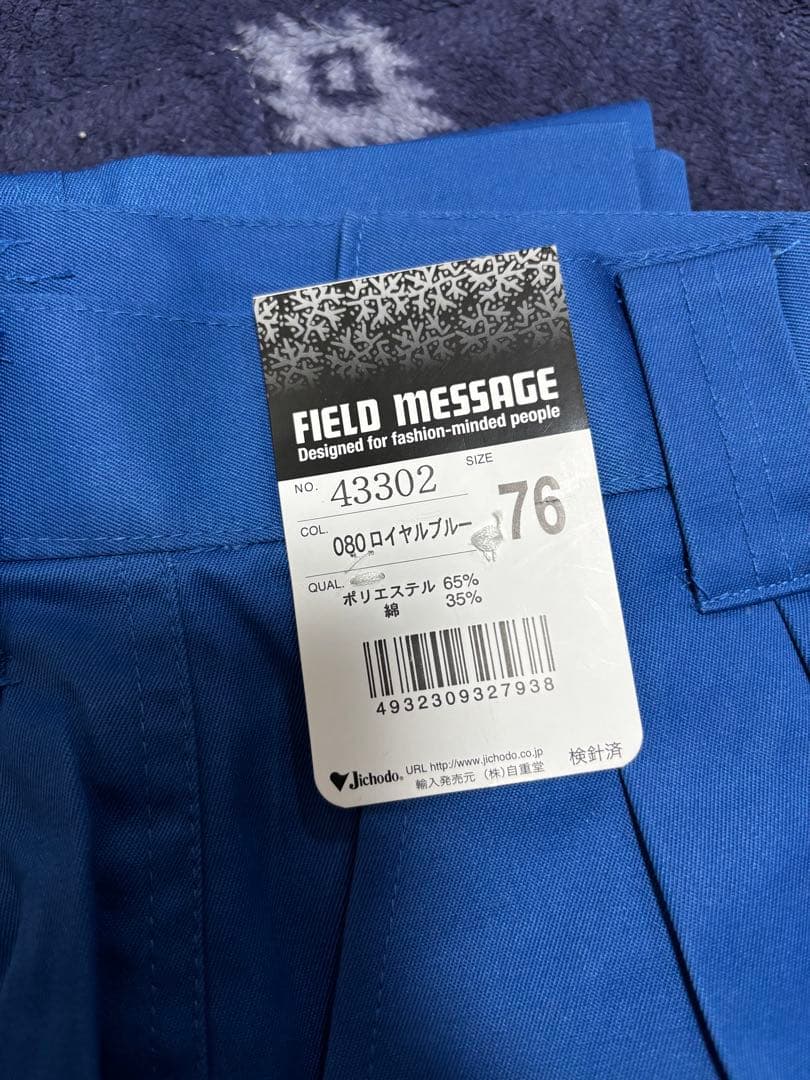 FIELD MESSAGE
Designed for fashion-minded people
NO. 43302
SIZE 76
COL. 080 ロイヤルブルー
QUAL. ポリエステル 65%
綿 35%
4932309327938
Jichodo® URL http://www.jichodo.co.jp
輸入発売元 (株)自重堂
検針済